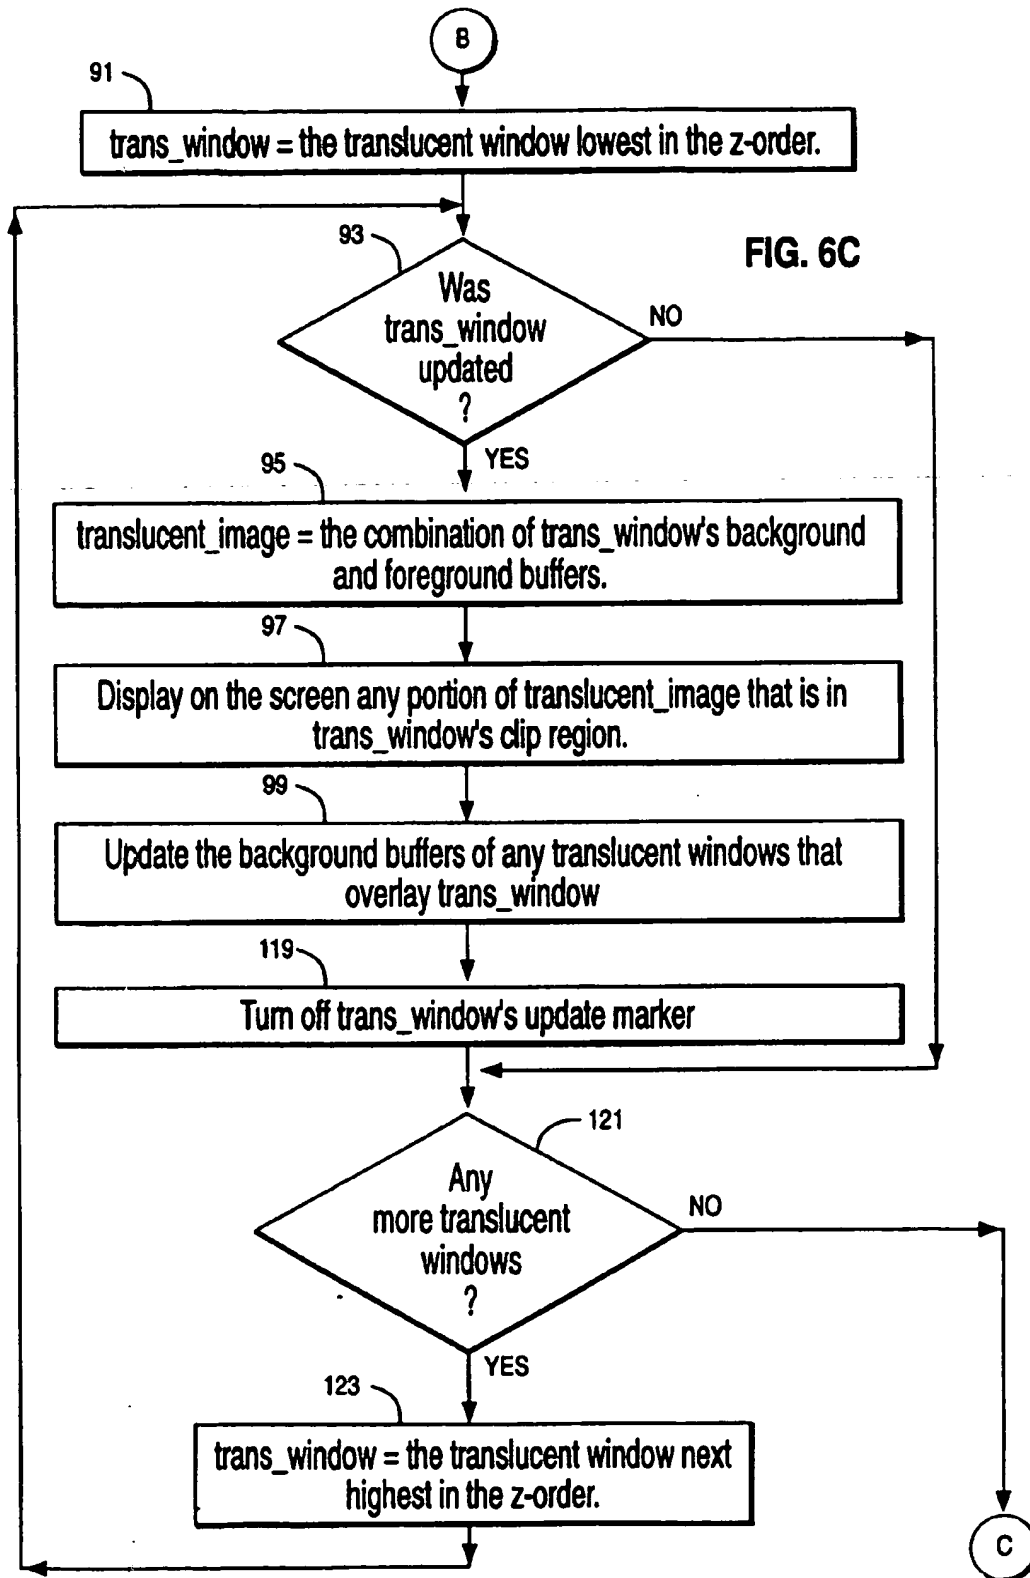 B
91
trans_window = the translucent window lowest in the z-order.
93
FIG. 6C
Was
trans_window
updated
?
NO
YES
95
translucent_image = the combination of trans_window's background
and foreground buffers.
97
Display on the screen any portion of translucent_image that is in
trans_window's clip region.
99
Update the background buffers of any translucent windows that
overlay trans_window
119
Turn off trans_window's update marker
121
Any
more translucent
windows
?
NO
YES
123
trans_window = the translucent window next
highest in the z-order.
C